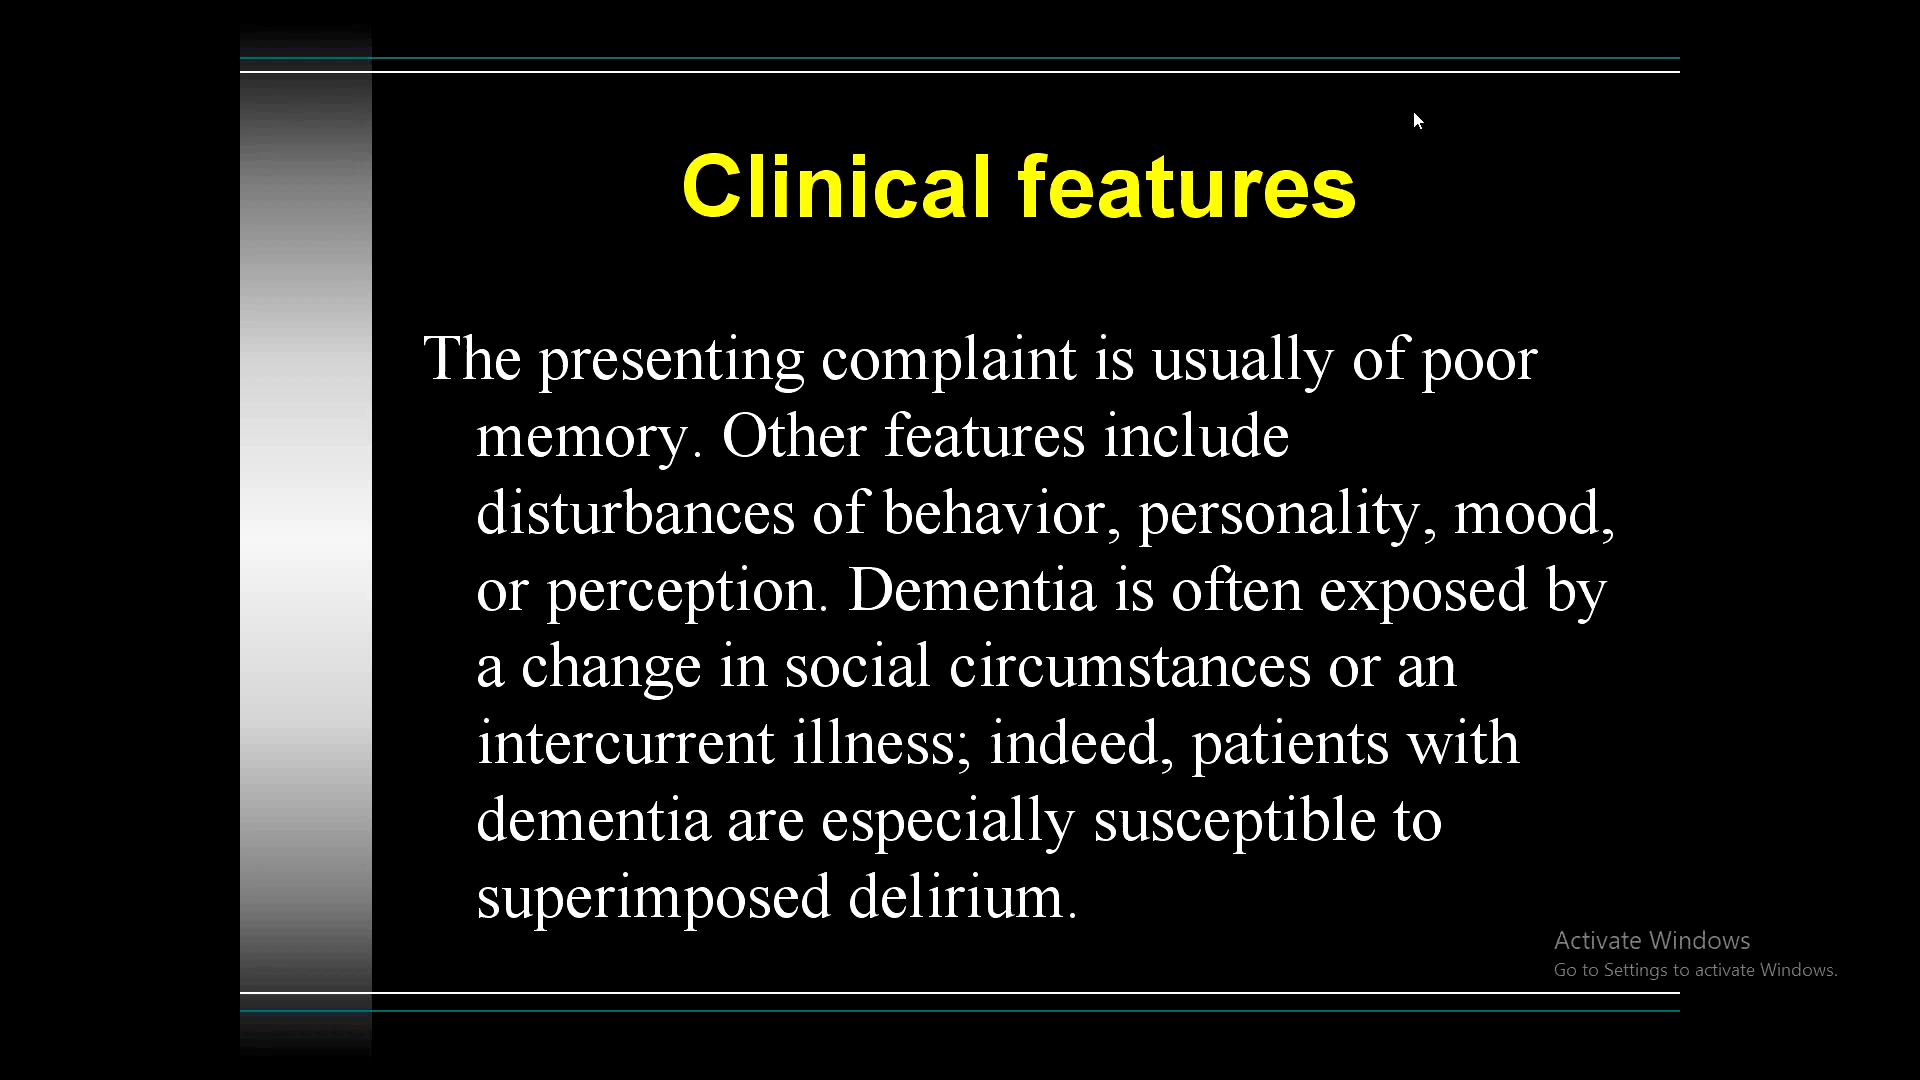 Clinical features
The presenting complaint is usually of poor
memory. Other features include
disturbances of behavior, personality, mood,
or perception. Dementia is often exposed by
a change in social circumstances or an
intercurrent illness; indeed, patients with
dementia are especially susceptible to
superimposed delirium.
Activate Windows
Go to Settings to activate Windows.